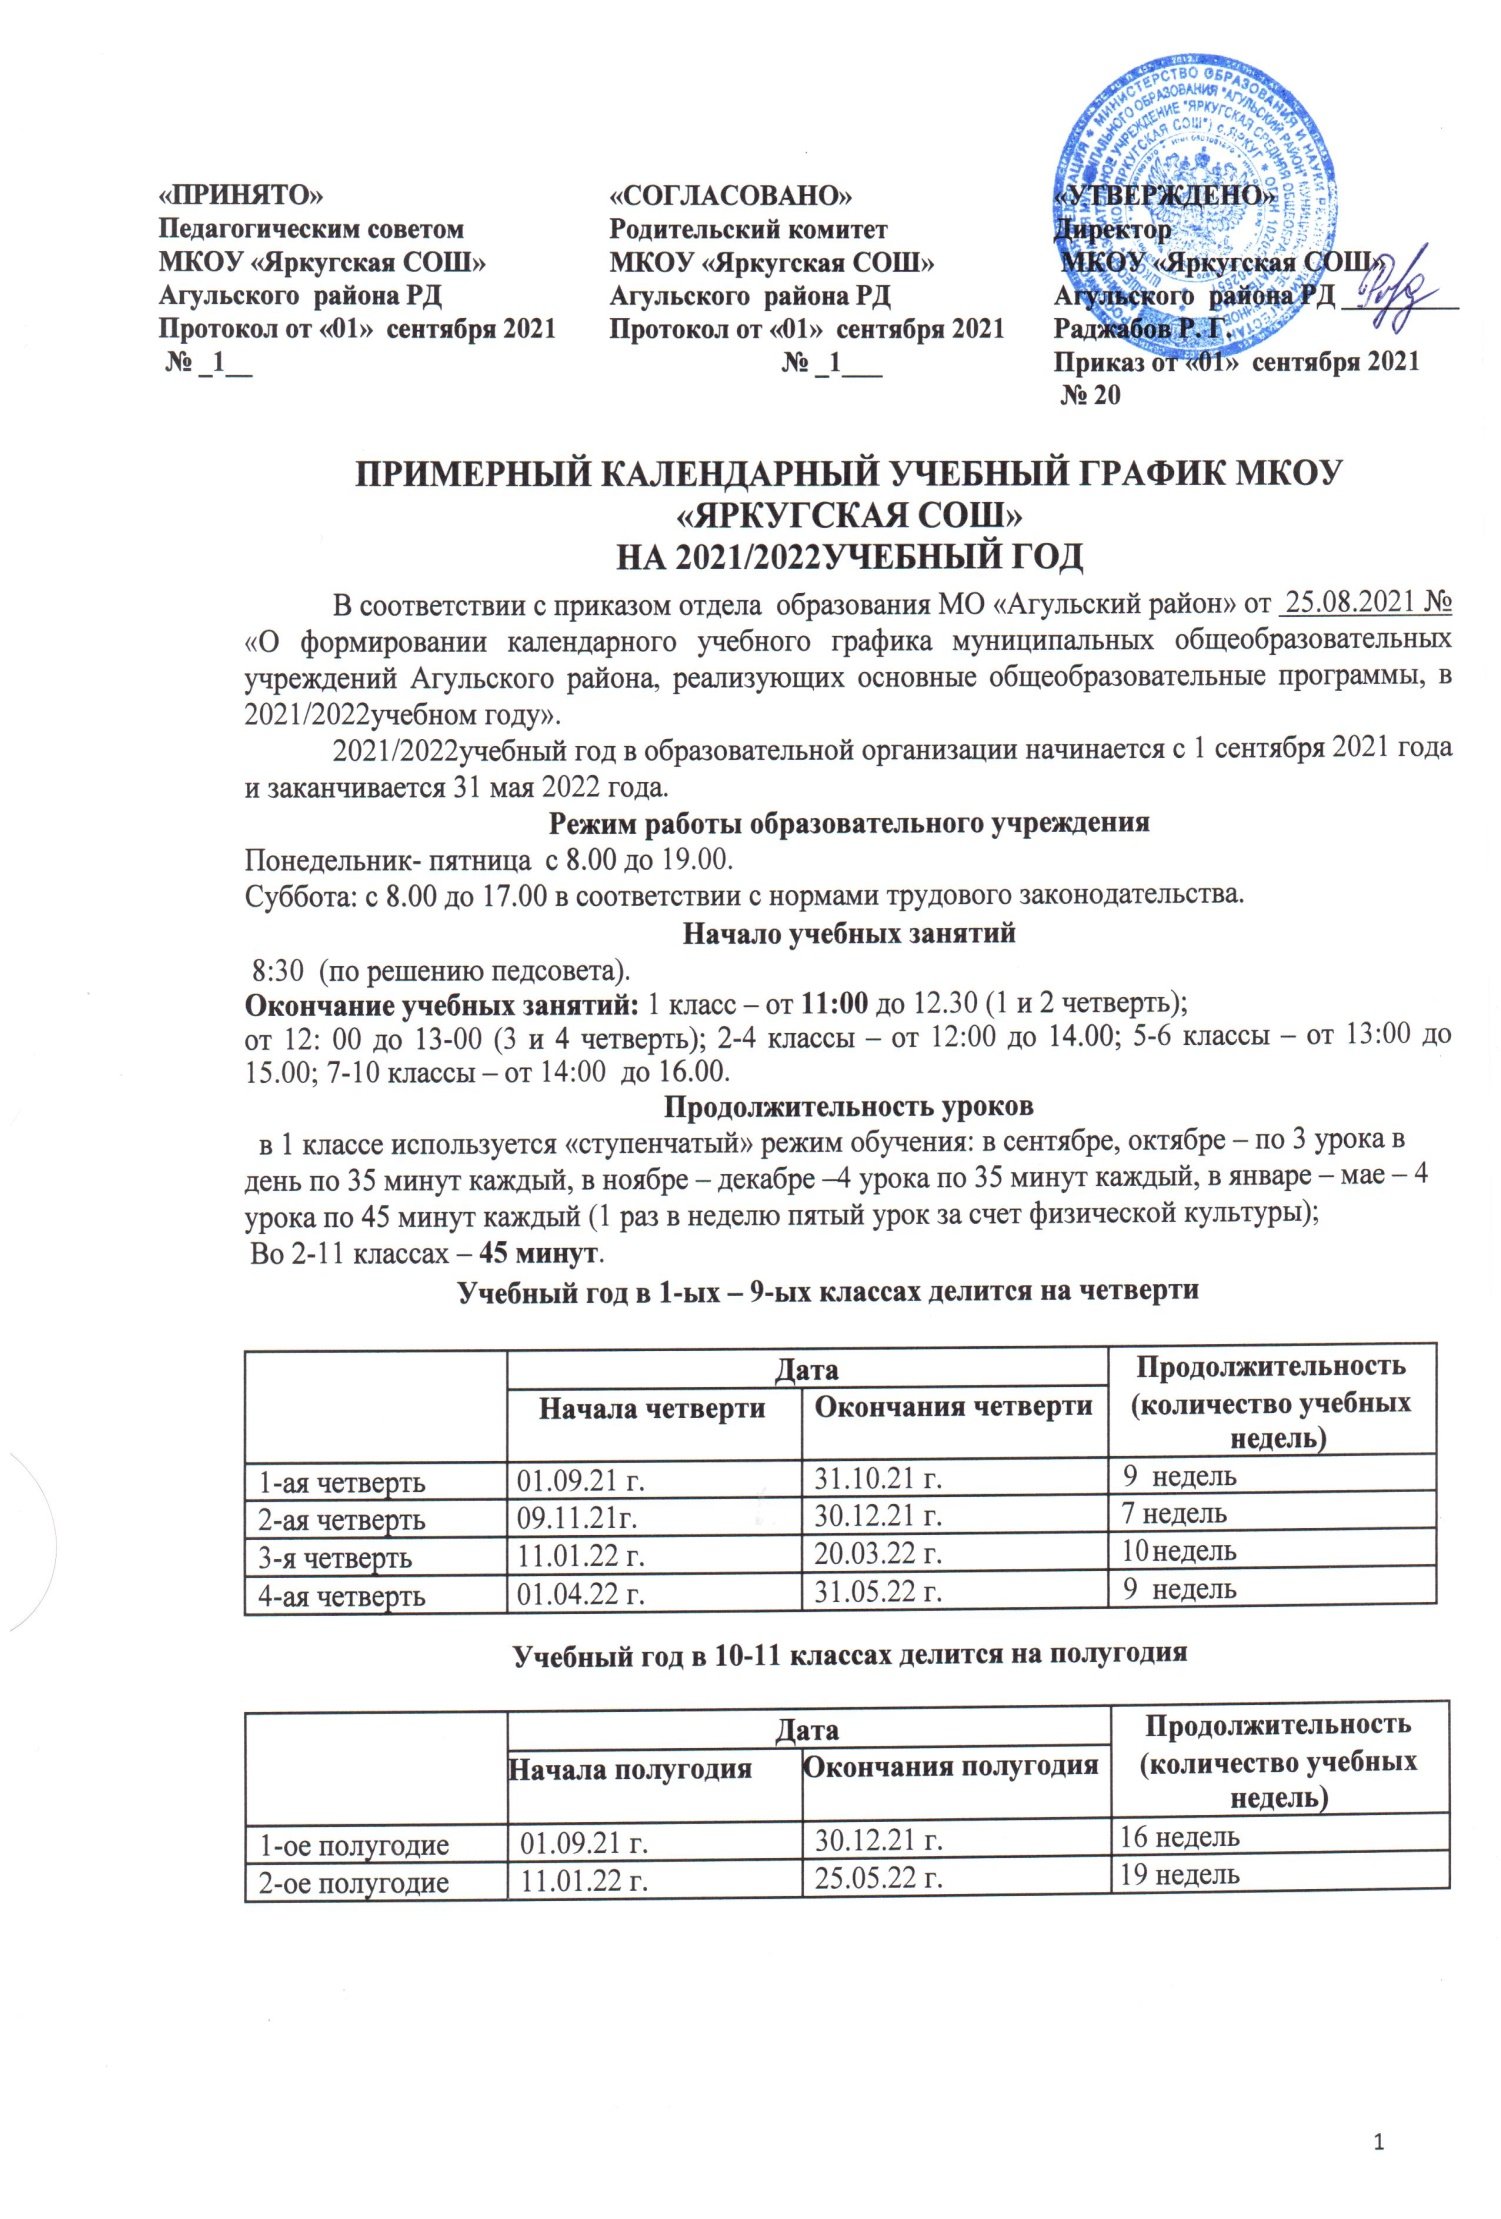 «ПРИНЯТО»
Педагогическим советом
МКОУ «Яркугская СОШ»
Агульского  района РД
Протокол от «01»  сентября 2021
№ _1__
«СОГЛАСОВАНО»
Родительский комитет
МКОУ «Яркугская СОШ»
Агульского  района РД
Протокол от «01»  сентября 2021
№ _1___
«УТВЕРЖДЕНО»
Директор
МКОУ «Яркугская СОШ»
Агульского  района РД ________
Раджабов Р. Г.
Приказ от «01»  сентября 2021
№ 20
ПРИМЕРНЫЙ КАЛЕНДАРНЫЙ УЧЕБНЫЙ ГРАФИК МКОУ
«ЯРКУГСКАЯ СОШ»
НА 2021/2022УЧЕБНЫЙ ГОД
В соответствии с приказом отдела  образования МО «Агульский район» от  25.08.2021 №
«О формировании календарного учебного графика муниципальных общеобразовательных
учреждений Агульского района, реализующих основные общеобразовательные программы, в
2021/2022учебном году».
2021/2022учебный год в образовательной организации начинается с 1 сентября 2021 года
и заканчивается 31 мая 2022 года.
Режим работы образовательного учреждения
Понедельник- пятница  с 8.00 до 19.00.
Суббота: с 8.00 до 17.00 в соответствии с нормами трудового законодательства.
Начало учебных занятий
8:30  (по решению педсовета).
Окончание учебных занятий: 1 класс – от 11:00 до 12.30 (1 и 2 четверть);
от 12: 00 до 13-00 (3 и 4 четверть); 2-4 классы – от 12:00 до 14.00; 5-6 классы – от 13:00 до
15.00; 7-10 классы – от 14:00  до 16.00.
Продолжительность уроков
в 1 классе используется «ступенчатый» режим обучения: в сентябре, октябре – по 3 урока в
день по 35 минут каждый, в ноябре – декабре –4 урока по 35 минут каждый, в январе – мае – 4
урока по 45 минут каждый (1 раз в неделю пятый урок за счет физической культуры);
Во 2-11 классах – 45 минут.
Учебный год в 1-ых – 9-ых классах делится на четверти
Дата
Продолжительность
(количество учебных
недель)
Начала четверти
Окончания четверти
1-ая четверть 01.09.21 г. 31.10.21 г. 9  недель
2-ая четверть 09.11.21г. 30.12.21 г. 7 недель
3-я четверть 11.01.22 г. 20.03.22 г. 10недель
4-ая четверть 01.04.22 г. 31.05.22 г. 9  недель
Учебный год в 10-11 классах делится на полугодия
Дата
Продолжительность
(количество учебных
недель)
Начала полугодия
Окончания полугодия
1-ое полугодие 01.09.21 г. 30.12.21 г. 16 недель
2-ое полугодие 11.01.22 г. 25.05.22 г. 19 недель
1